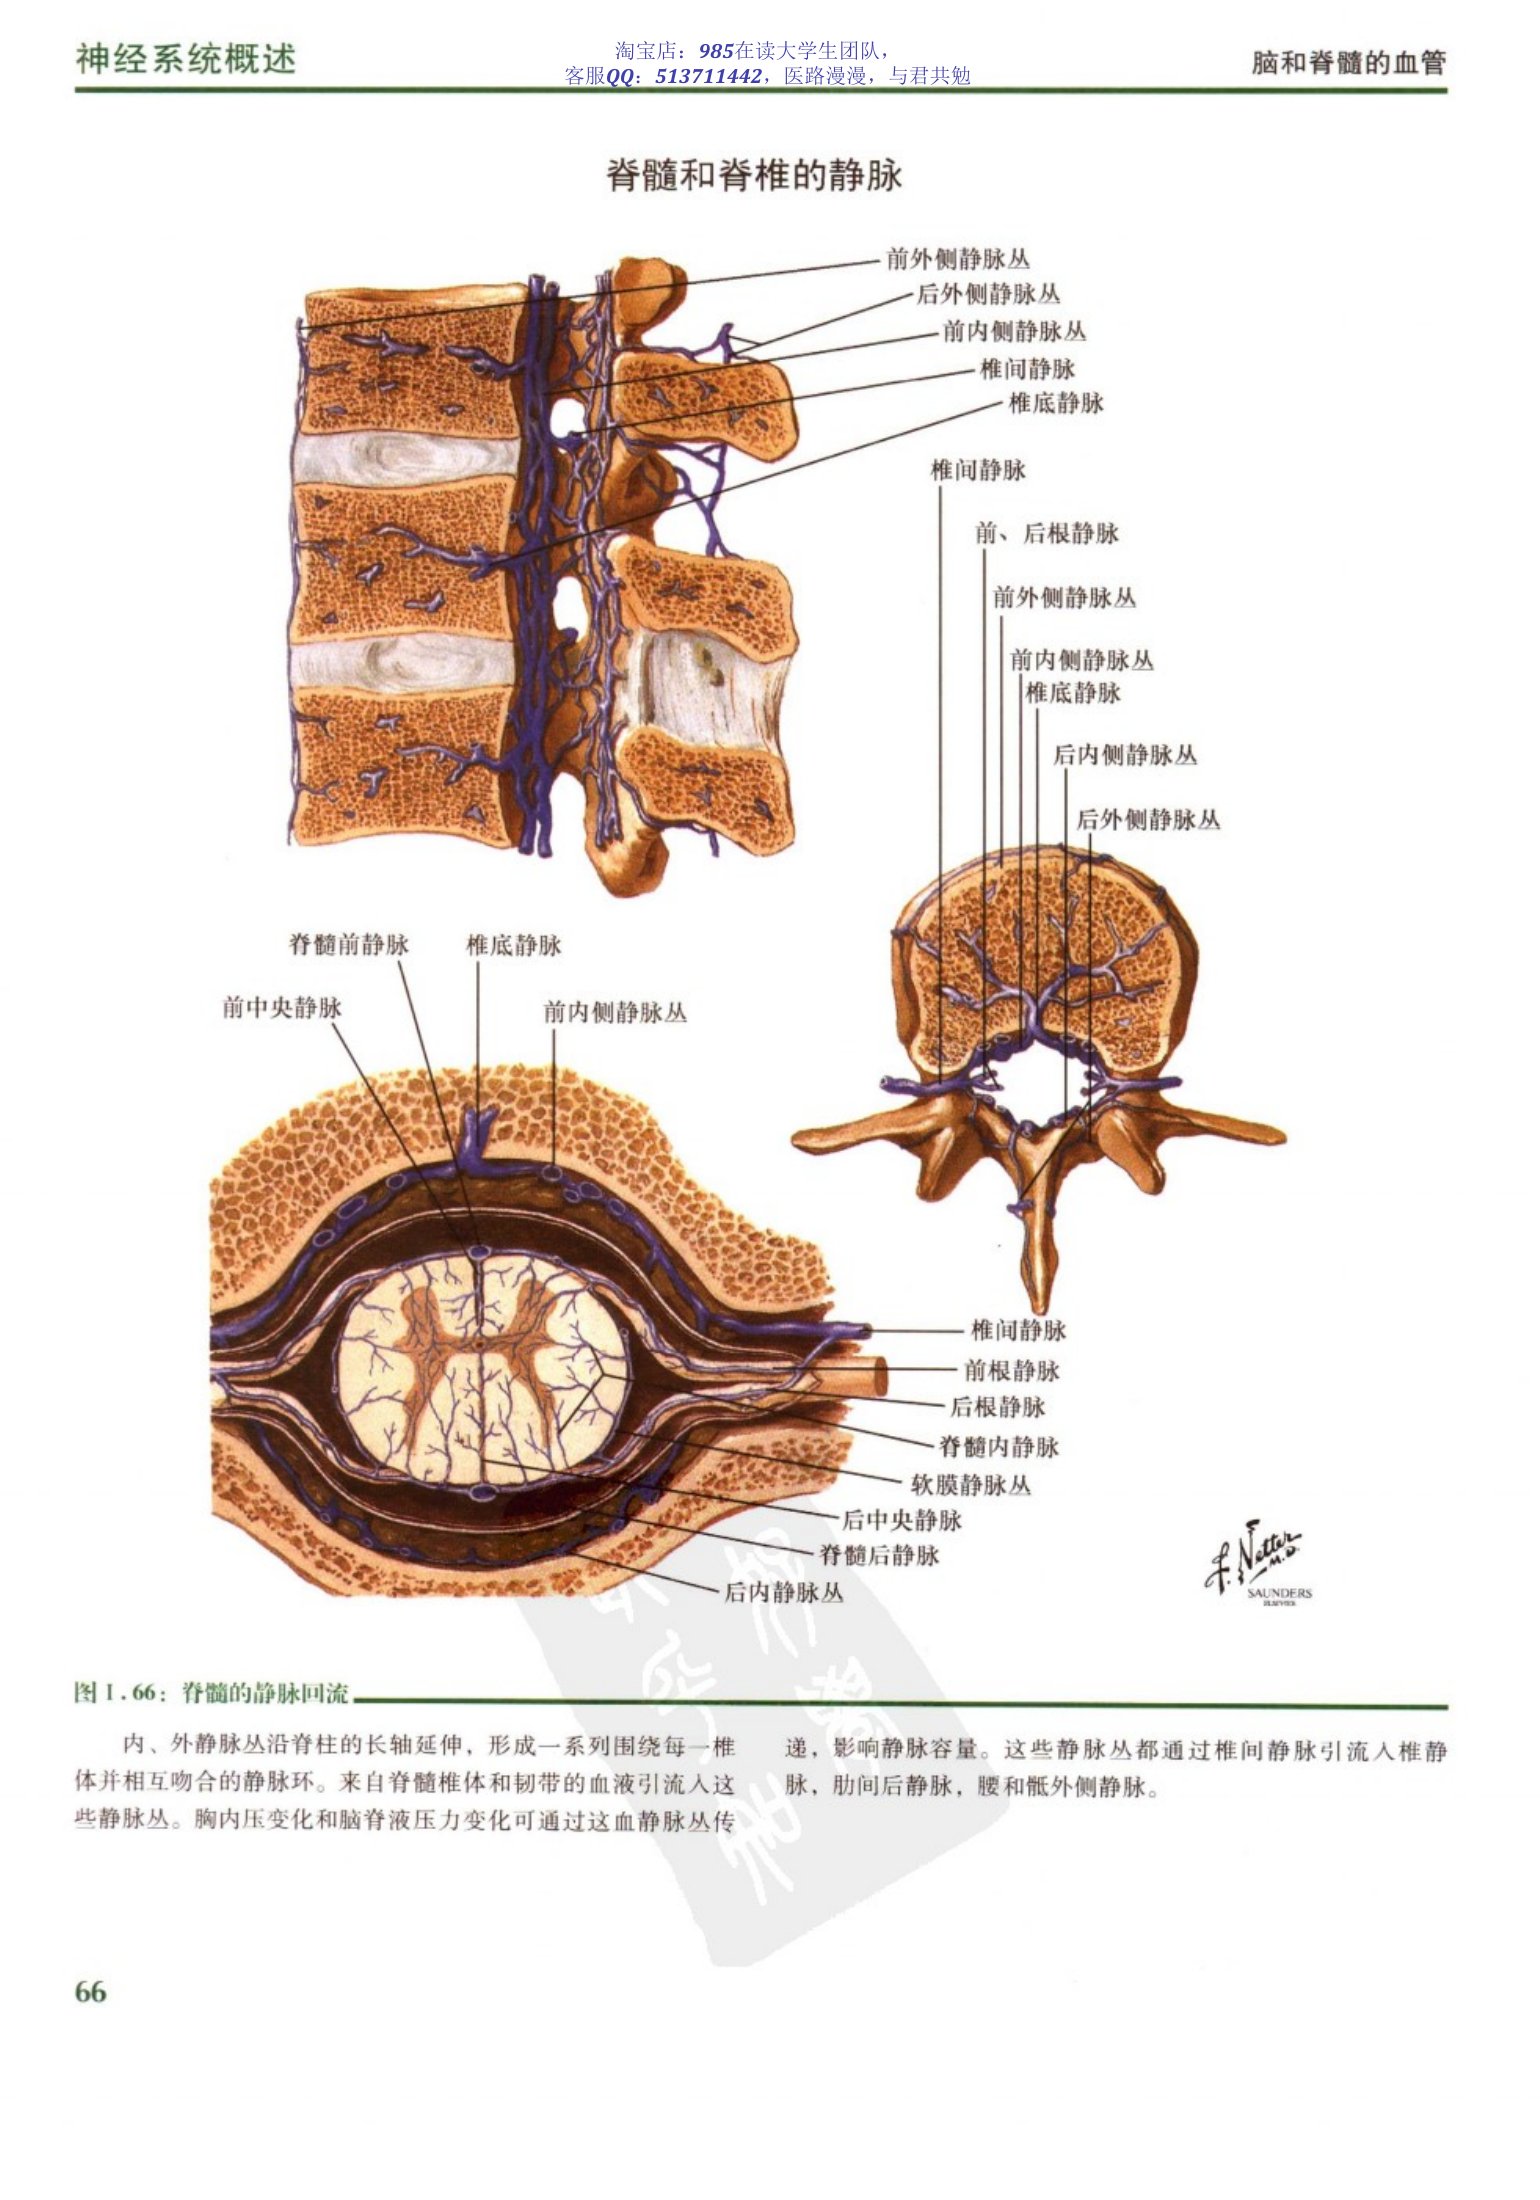 神经系统概述
淘宝店：985在读大学生团队，
客服QQ：513711442，医路漫漫，与君共勉
脑和脊髓的血管
脊髓和脊椎的静脉
前外侧静脉丛
后外侧静脉丛
前内侧静脉丛
椎间静脉
椎底静脉
椎间静脉
前、后根静脉
前外侧静脉丛
前内侧静脉丛
椎底静脉
后内侧静脉丛
后外侧静脉丛
脊髓前静脉
椎底静脉
前中央静脉
前内侧静脉丛
椎间静脉
前根静脉
后根静脉
脊髓内静脉
软膜静脉丛
后中央静脉
脊髓后静脉
后内静脉丛
F. Netter
M.D.
SAUNDERS
ELSEVIER
图 I.66：脊髓的静脉回流
内、外静脉丛沿脊柱的长轴延伸，形成一系列围绕每一椎
体并相互吻合的静脉环。来自脊髓椎体和韧带的血液引流入这
些静脉丛。胸内压变化和脑脊液压力变化可通过这血静脉丛传
递，影响静脉容量。这些静脉丛都通过椎间静脉引流入椎静
脉，肋间后静脉，腰和骶外侧静脉。
66